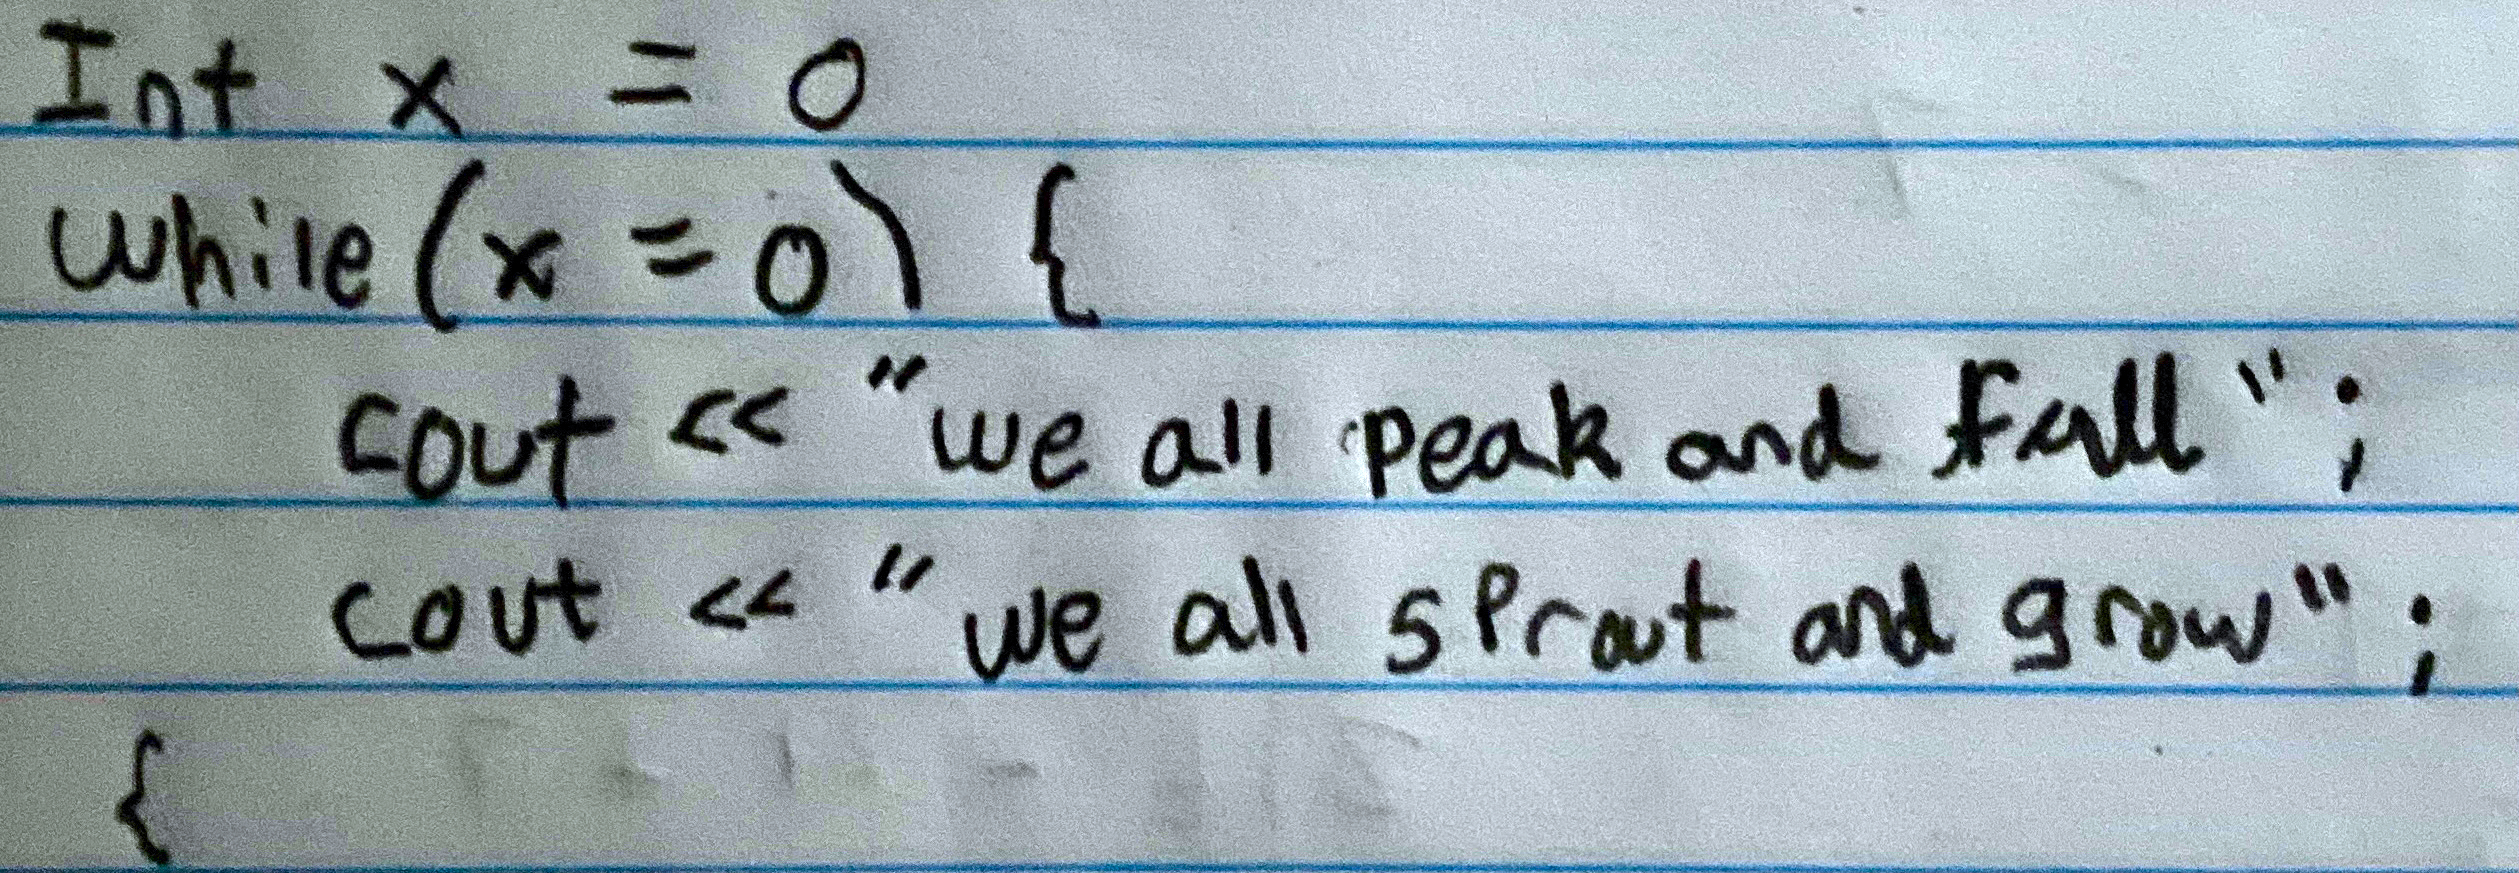 Int x = 0
while (x = 0) {
cout << "we all peak and fall";
cout << "we all sprout and grow";
{